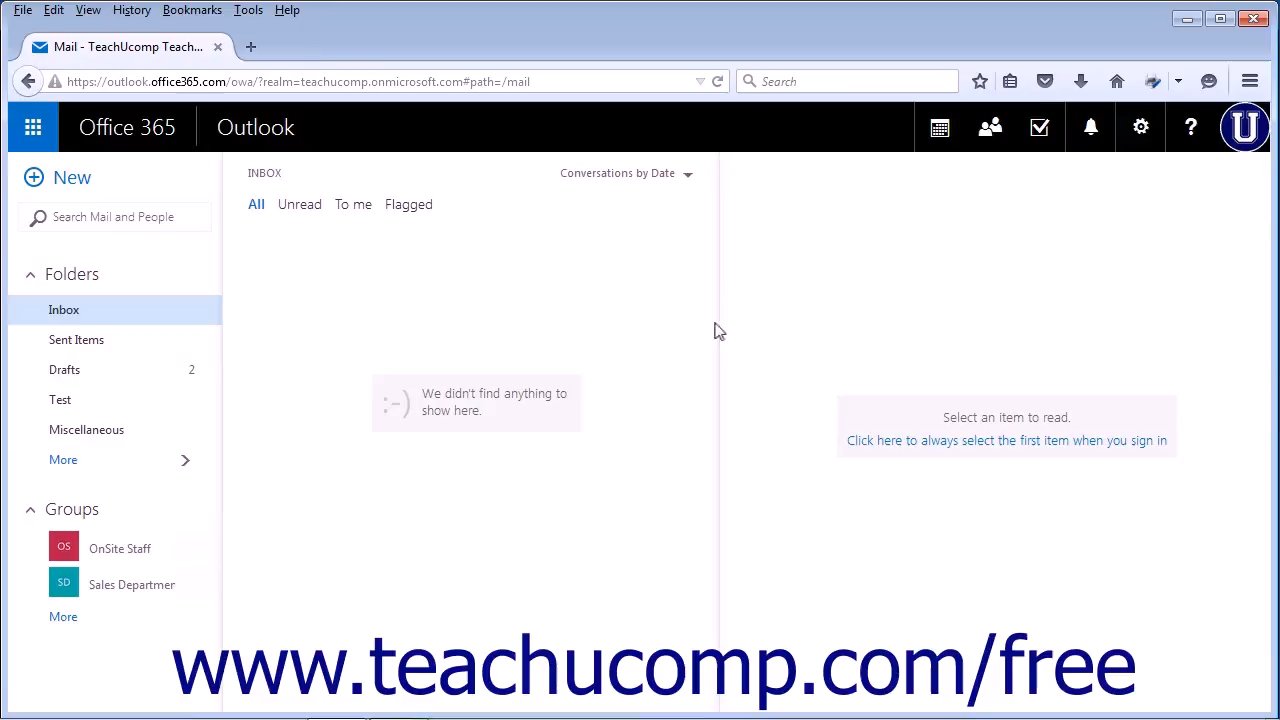 File Edit View History Bookmarks Tools Help
Mail - TeachUcomp Teach...
https://outlook.office365.com/owa/?realm=teachucomp.onmicrosoft.com#path=/mail
Search
Office 365 Outlook
?
U
New
Search Mail and People
Folders
Inbox
Sent Items
Drafts 2
Test
Miscellaneous
More
Groups
OS OnSite Staff
SD Sales Departmer
More
INBOX Conversations by Date
All Unread To me Flagged
:-)
We didn't find anything to
show here.
Select an item to read.
Click here to always select the first item when you sign in
www.teachucomp.com/free